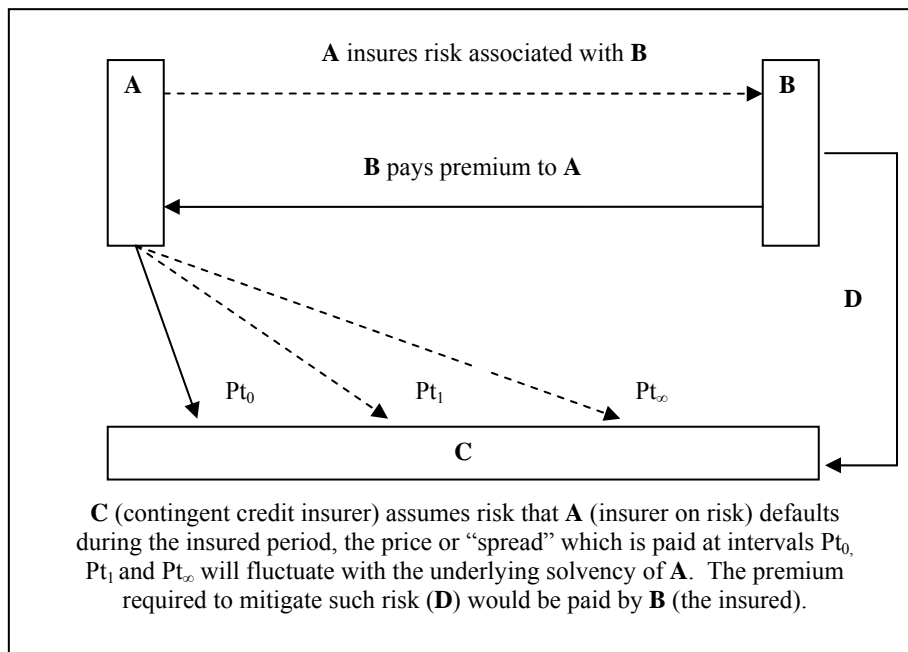 A insures risk associated with B
A
B
B pays premium to A
D
Pt₀
Pt₁
Pt∞
C
C (contingent credit insurer) assumes risk that A (insurer on risk) defaults
during the insured period, the price or “spread” which is paid at intervals Pt₀,
Pt₁ and Pt∞ will fluctuate with the underlying solvency of A. The premium
required to mitigate such risk (D) would be paid by B (the insured).